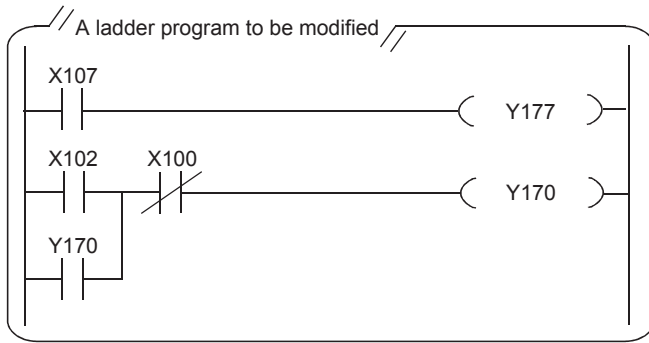 A ladder program to be modified
X107
Y177
X102 X100
Y170
Y170